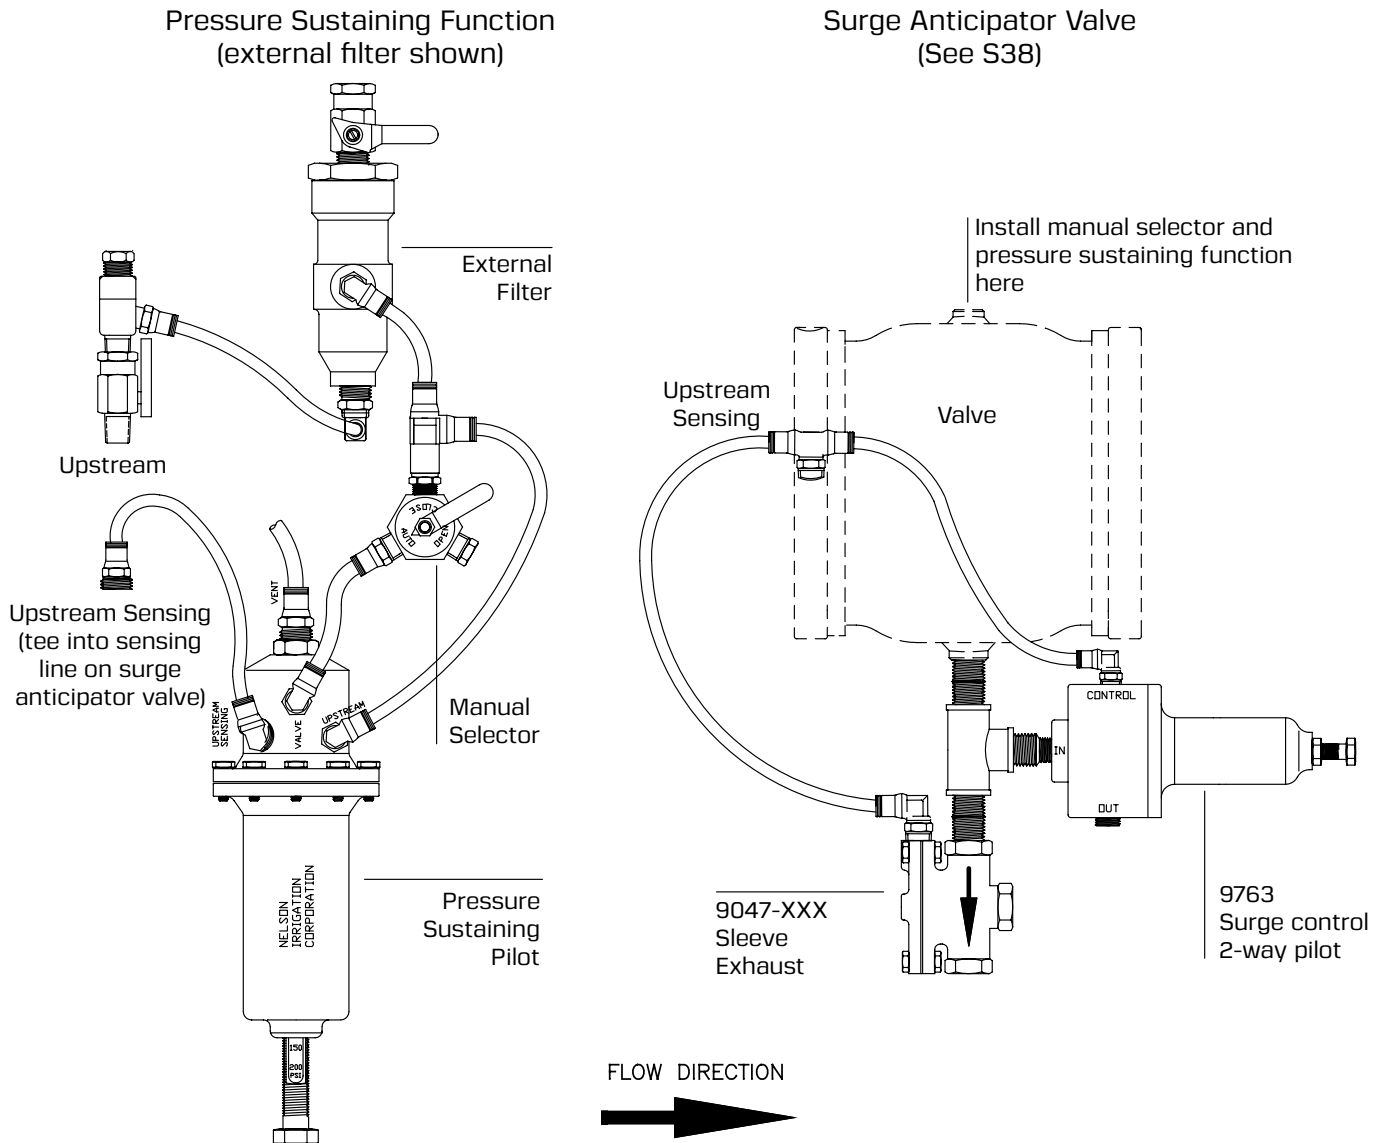 Pressure Sustaining Function
(external filter shown)
Surge Anticipator Valve
(See S38)
Install manual selector and
pressure sustaining function
here
External
Filter
Upstream
Sensing
Valve
Upstream
CLOSE
AUTO
OPEN
VENT
Upstream Sensing
(tee into sensing
line on surge
anticipator valve)
UPSTREAM
SENSING
VALVE
UPSTREAM
Manual
Selector
CONTROL
IN
OUT
NELSON
IRRIGATION
CORPORATION
Pressure
Sustaining
Pilot
9047-XXX
Sleeve
Exhaust
9763
Surge control
2-way pilot
150
200
PSI
FLOW DIRECTION